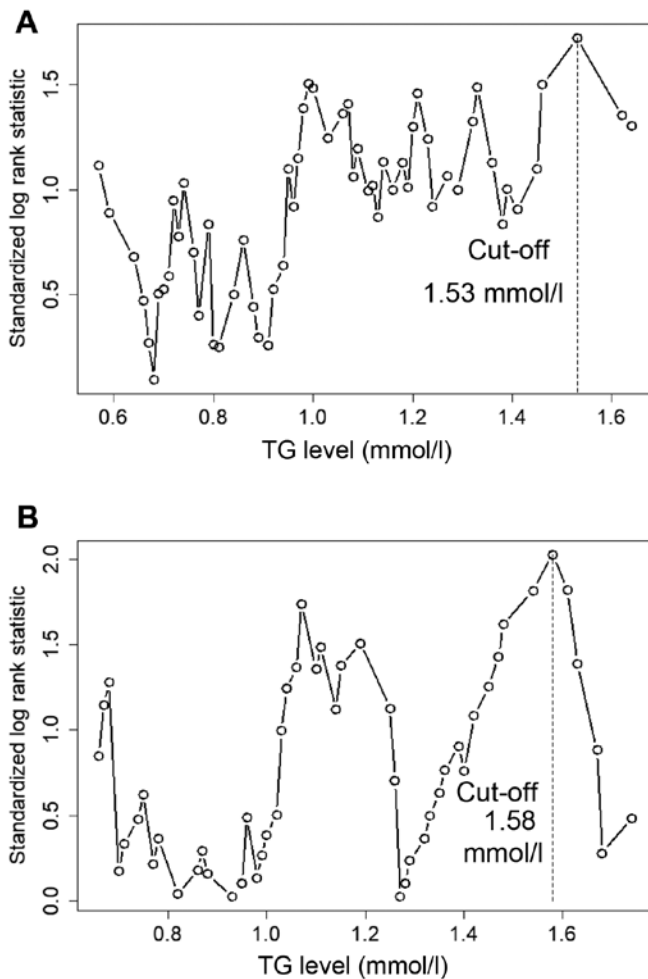 A
Standardized log rank statistic
1.5
1.0
0.5
Cut-off
1.53 mmol/l
0.6 0.8 1.0 1.2 1.4 1.6
TG level (mmol/l)
B
Standardized log rank statistic
2.0
1.5
1.0
0.5
0.0
Cut-off
1.58
mmol/l
0.8 1.0 1.2 1.4 1.6
TG level (mmol/l)